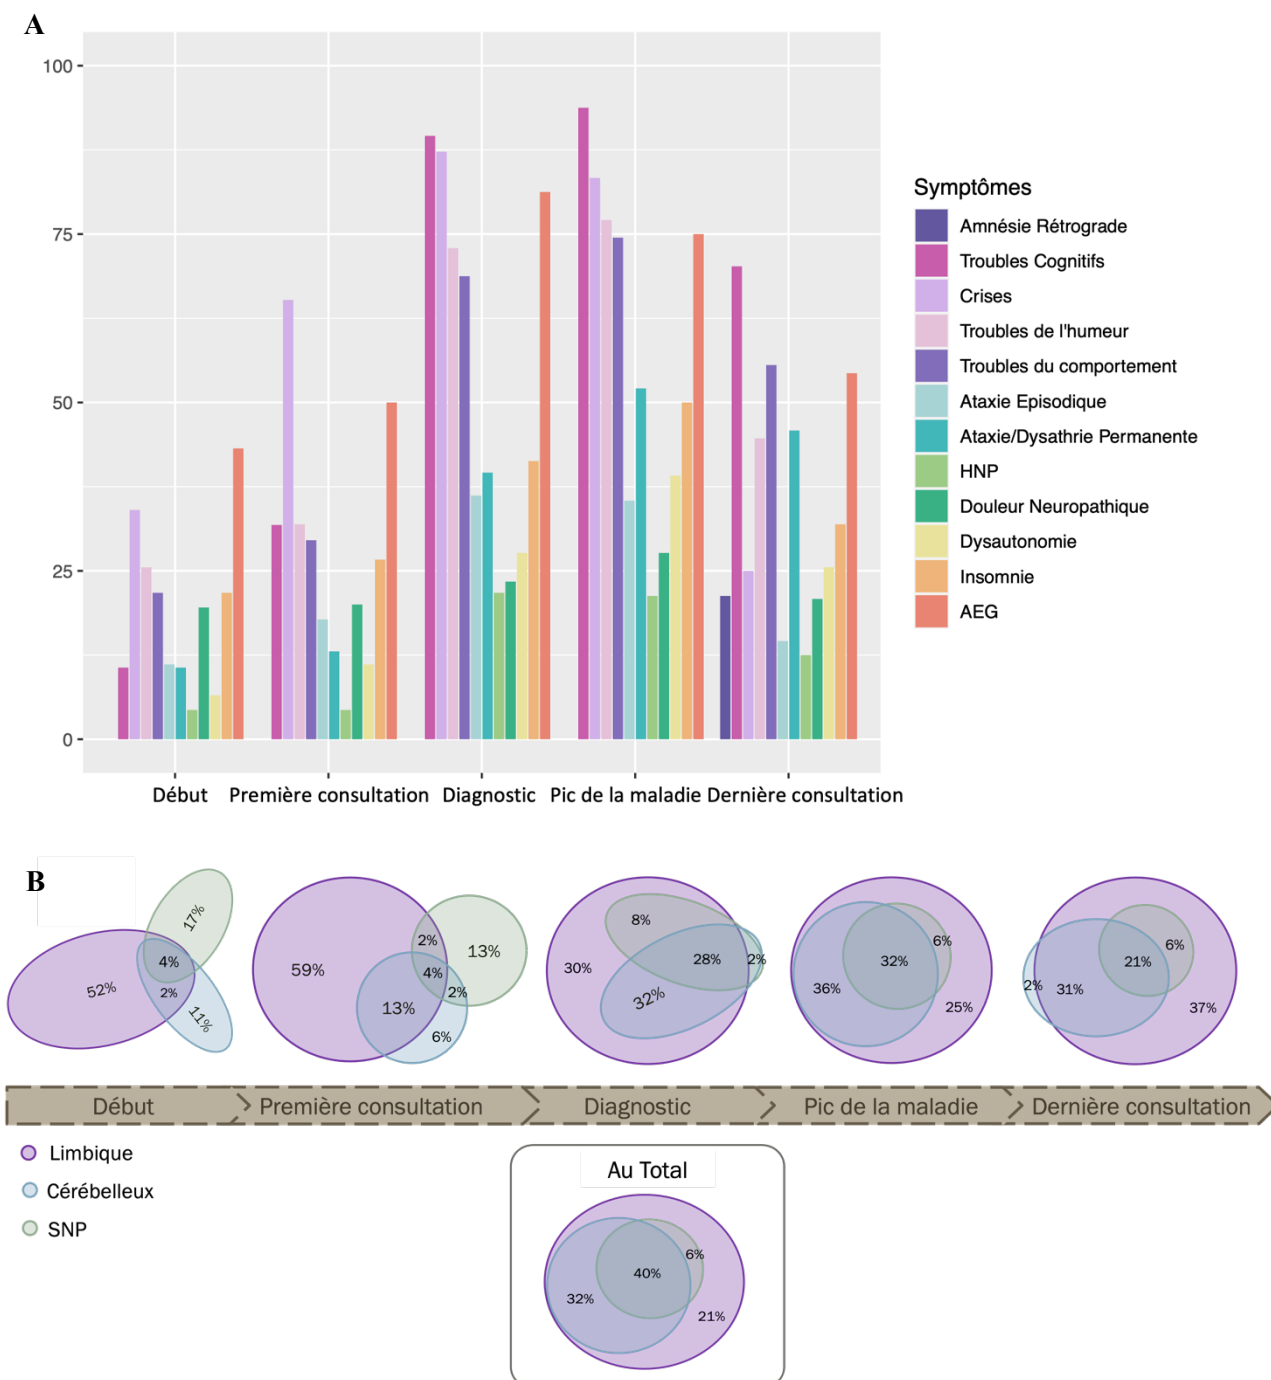 A
100
75
50
25
0
Début
Première consultation
Diagnostic
Pic de la maladie
Dernière consultation
Symptômes
Amnésie Rétrograde
Troubles Cognitifs
Crises
Troubles de l'humeur
Troubles du comportement
Ataxie Episodique
Ataxie/Dysathrie Permanente
HNP
Douleur Neuropathique
Dysautonomie
Insomnie
AEG
B
17%
4%
52%
2%
11%
2%
13%
59%
4%
2%
13%
6%
8%
30%
28%
2%
32%
6%
32%
36%
25%
6%
21%
2%
31%
37%
Début
Première consultation
Diagnostic
Pic de la maladie
Dernière consultation
Limbique
Cérébelleux
SNP
Au Total
6%
40%
32%
21%